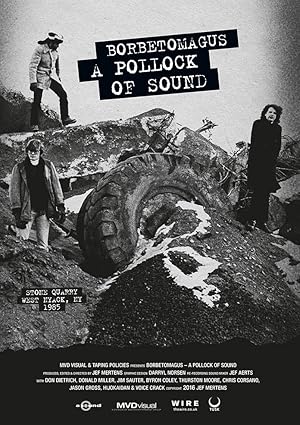 BORBETOMAGUS
A POLLOCK
OF SOUND
STONE QUARRY
WEST NYACK, NY
1985
MVD VISUAL & TAPING POLICIES PRESENTS BORBETOMAGUS – A POLLOCK OF SOUND
PRODUCED, EDITED & DIRECTED BY JEF MERTENS GRAPHIC DESIGN DARRYL NORSEN RE-RECORDING SOUND MIXER JEF AERTS
WITH DON DIETRICH, DONALD MILLER, JIM SAUTER, BYRON COLEY, THURSTON MOORE, CHRIS CORSANO,
JASON GROSS, HIJOKAIDAN & VOICE CRACK COPYRIGHT 2016 JEF MERTENS
MVDvisual
WIRE
thewire.co.uk
TUSK